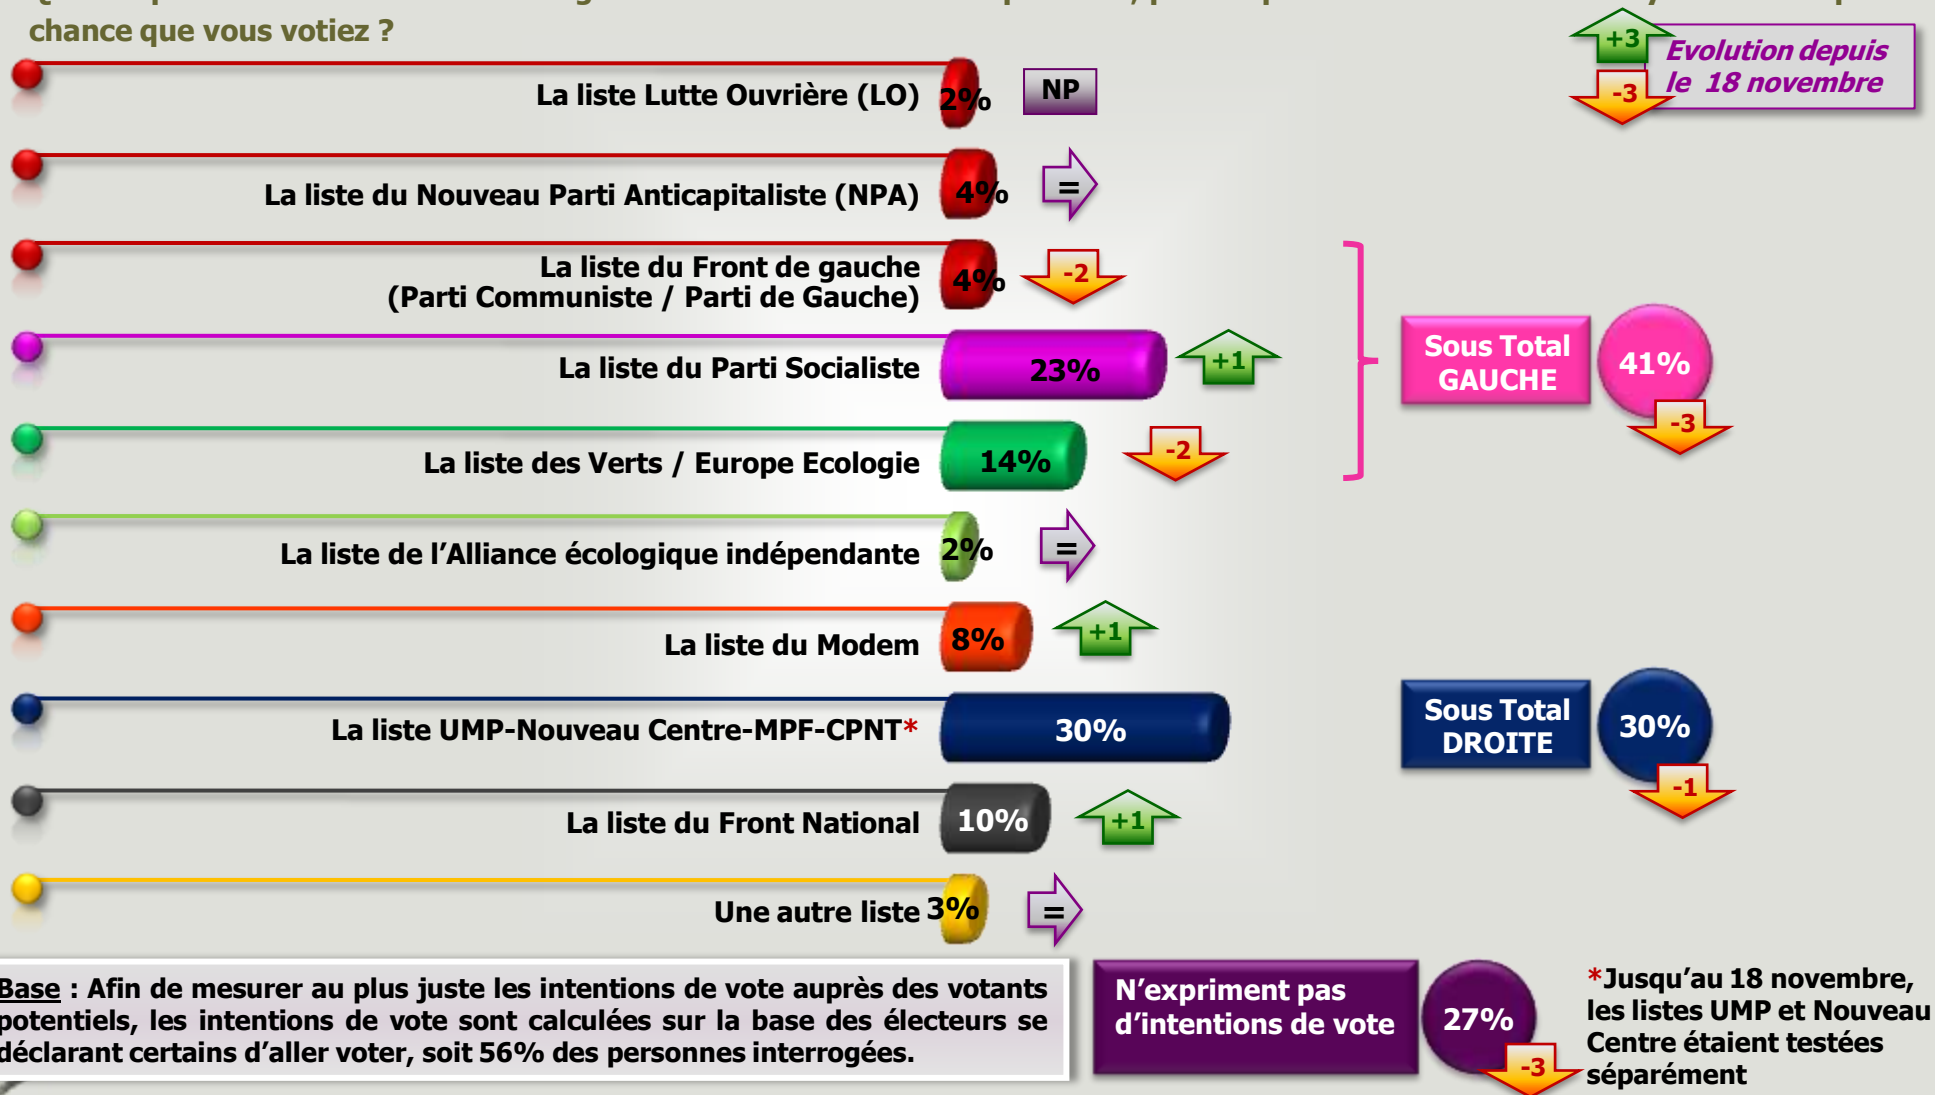 chance que vous votiez ?
+3
-3
Evolution depuis
le 18 novembre
La liste Lutte Ouvrière (LO)
2%
NP
La liste du Nouveau Parti Anticapitaliste (NPA)
4%
=
La liste du Front de gauche
(Parti Communiste / Parti de Gauche)
4%
-2
La liste du Parti Socialiste
23%
+1
Sous Total
GAUCHE
41%
-3
La liste des Verts / Europe Ecologie
14%
-2
La liste de l'Alliance écologique indépendante
2%
=
La liste du Modem
8%
+1
La liste UMP-Nouveau Centre-MPF-CPNT*
30%
Sous Total
DROITE
30%
-1
La liste du Front National
10%
+1
Une autre liste
3%
=
Base : Afin de mesurer au plus juste les intentions de vote auprès des votants
potentiels, les intentions de vote sont calculées sur la base des électeurs se
déclarant certains d'aller voter, soit 56% des personnes interrogées.
N'expriment pas
d'intentions de vote
27%
-3
*Jusqu'au 18 novembre,
les listes UMP et Nouveau
Centre étaient testées
séparément